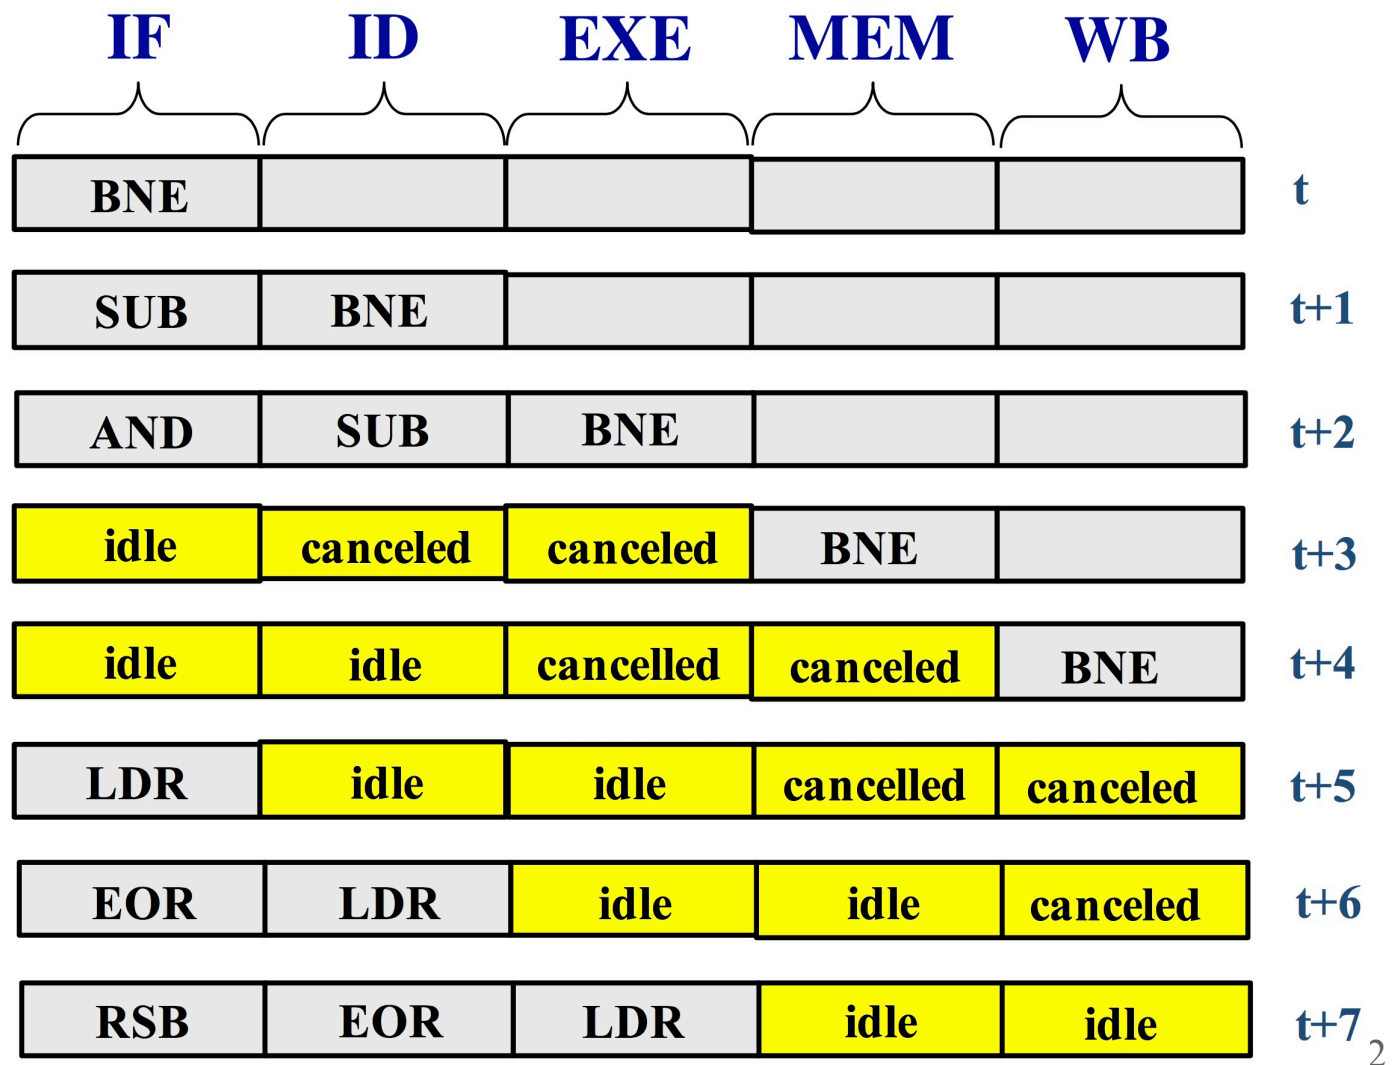 IF ID EXE MEM WB
BNE t
SUB BNE t+1
AND SUB BNE t+2
idle canceled canceled BNE t+3
idle idle cancelled canceled BNE t+4
LDR idle idle cancelled canceled t+5
EOR LDR idle idle canceled t+6
RSB EOR LDR idle idle t+7
2